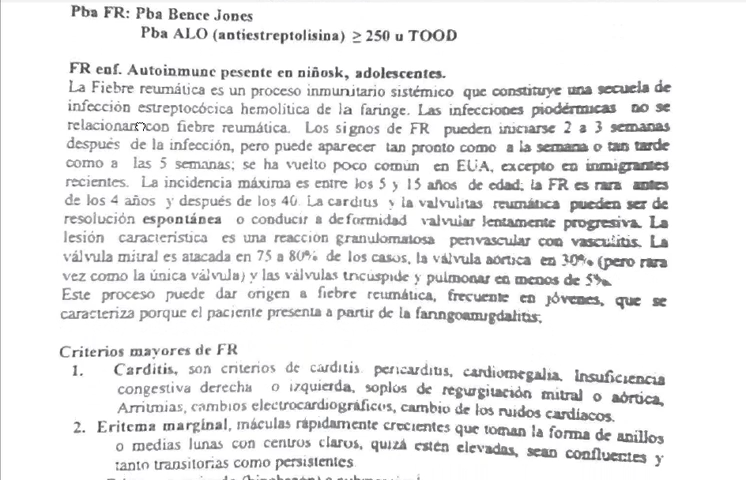 Pba FR: Pba Bence Jones
Pba ALO (antiestreptolisina) ≥ 250 u TOOD
FR enf. Autoinmune pesente en niñosk, adolescentes.
La Fiebre reumática es un proceso inmunitario sistémico que constituye una secuela de
infección estreptocócica hemolítica de la faringe. Las infecciones piodérmicas no se
relacionan con fiebre reumática. Los signos de FR pueden iniciarse 2 a 3 semanas
después de la infección, pero puede aparecer tan pronto como a la semana o tan tarde
como a las 5 semanas; se ha vuelto poco común en EUA, excepto en inmigrantes
recientes. La incidencia máxima es entre los 5 y 15 años de edad; la FR es rara antes
de los 4 años y después de los 40. La carditis y la valvulitas reumática pueden ser de
resolución espontánea o conducir a deformidad valvular lentamente progresiva. La
lesión característica es una reacción granulomatosa perivascular con vasculitis. La
válvula mitral es atacada en 75 a 80% de los casos, la válvula aortica en 30% (pero rara
vez como la única válvula) y las válvulas tricúspide y pulmonar en menos de 5%.
Este proceso puede dar origen a fiebre reumática, frecuente en jóvenes, que se
caracteriza porque el paciente presenta a partir de la faringoamigdalitis;
Criterios mayores de FR
1. Carditis, son criterios de carditis pericarditis, cardiomegalia. Insuficiencia
congestiva derecha o izquierda, soplos de regurgitación mitral o aórtica,
Arritmias, cambios electrocardiográficos, cambio de los ruidos cardíacos.
2. Eritema marginal, máculas rápidamente crecientes que toman la forma de anillos
o medias lunas con centros claros, quizá estén elevadas, sean confluentes y
tanto transitorias como persistentes